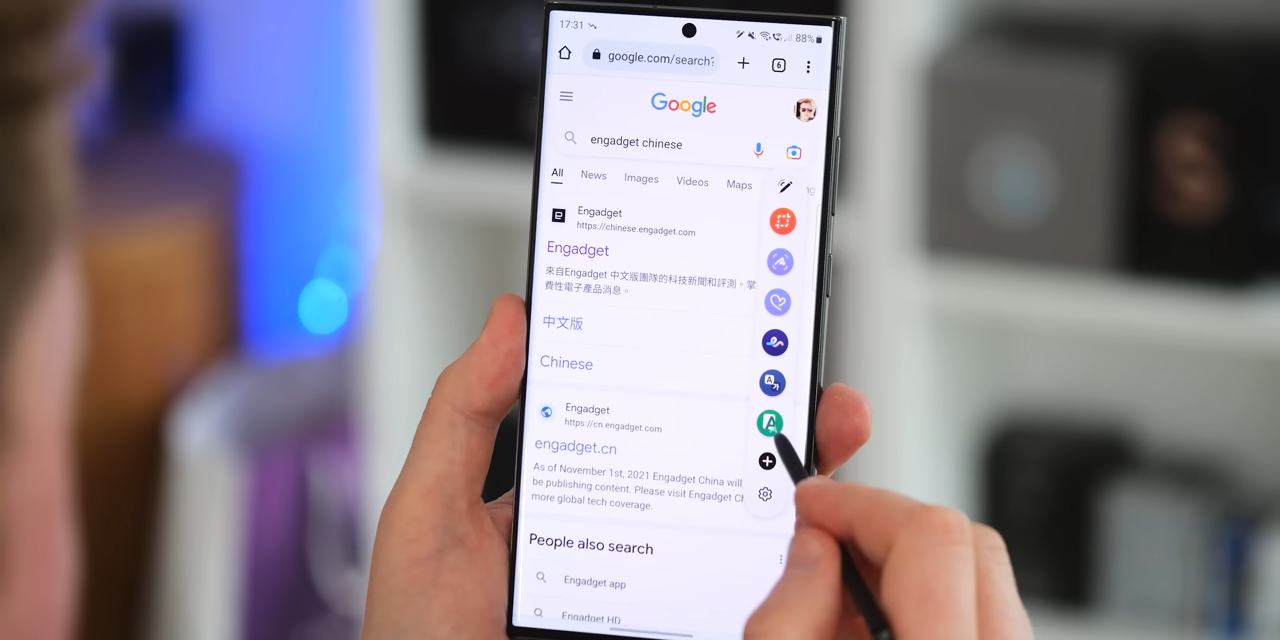 17:31
88%
google.com/search?
6
Google
engadget chinese
All News Images Videos Maps
Engadget
https://chinese.engadget.com
Engadget
來自Engadget 中文版團隊的科技新聞和評測。掌
費性電子產品消息。
中文版
Chinese
Engadget
https://cn.engadget.com
engadget.cn
As of November 1st, 2021 Engadget China will
be publishing content. Please visit Engadget Ch
more global tech coverage.
People also search
Engadget app
Engadget HD